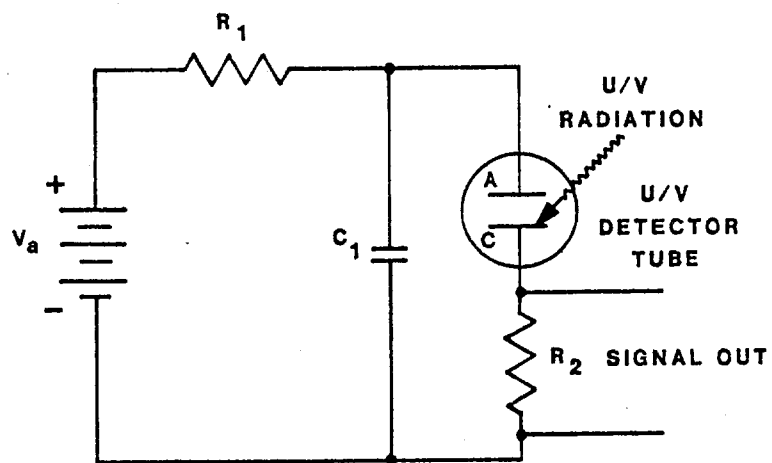 R1
U/V
RADIATION
+
A
U/V
Va
C1
C
DETECTOR
TUBE
-
R2 SIGNAL OUT